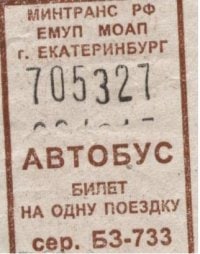 МИНТРАНС РФ
ЕМУП МОАП
г. ЕКАТЕРИНБУРГ
705327
АВТОБУС
БИЛЕТ
НА ОДНУ ПОЕЗДКУ
сер. БЗ-733